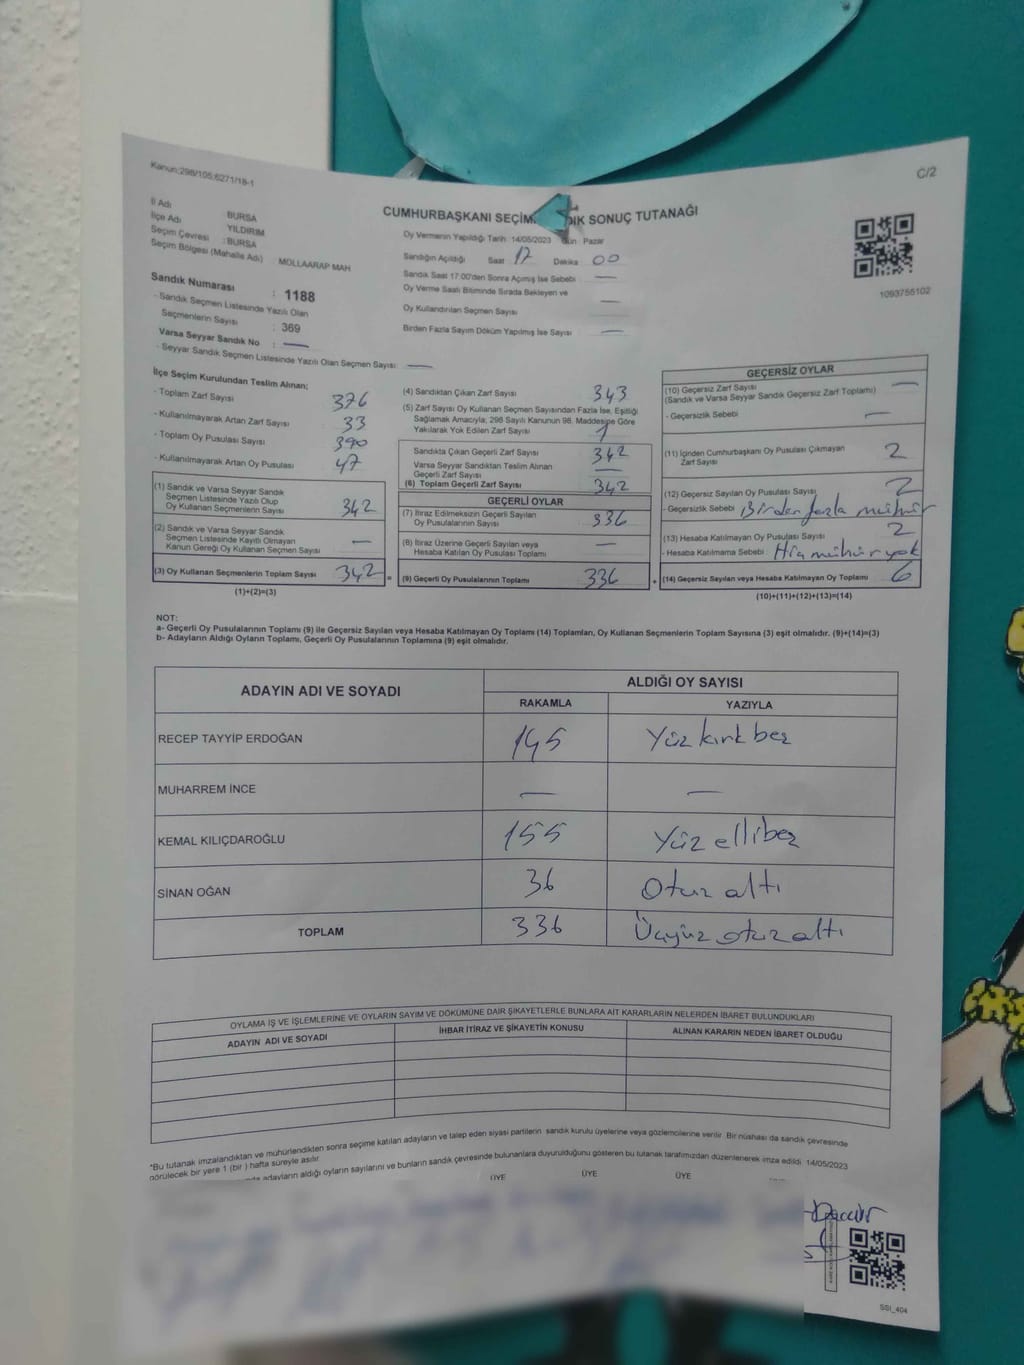 Kanun:298/105;6271/18-1
C/2
CUMHURBAŞKANI SEÇİM DIK SONUÇ TUTANAĞI
İl Adı BURSA
İlçe Adı YILDIRIM
Seçim Çevresi : BURSA
Seçim Bölgesi (Mahalle Adı) MOLLAARAP MAH
Sandık Numarası : 1188
- Sandık Seçmen Listesinde Yazılı Olan
Seçmenlerin Sayısı : 369
Varsa Seyyar Sandık No : —
- Seyyar Sandık Seçmen Listesinde Yazılı Olan Seçmen Sayısı : —
Oy Vermenin Yapıldığı Tarih: 14/05/2023 Gün : Pazar
Sandığın Açıldığı Saat 17 Dakika 00
Sandık Saat 17:00'den Sonra Açılmış İse Sebebi : —
Oy Verme Saati Bitiminde Sırada Bekleyen ve
Oy Kullandırılan Seçmen Sayısı : —
Birden Fazla Sayım Döküm Yapılmış İse Sayısı : —
1093755102
İlçe Seçim Kurulundan Teslim Alınan;
- Toplam Zarf Sayısı 376
- Kullanılmayarak Artan Zarf Sayısı 33
- Toplam Oy Pusulası Sayısı 390
- Kullanılmayarak Artan Oy Pusulası 47
(1) Sandık ve Varsa Seyyar Sandık
Seçmen Listesinde Yazılı Olup
Oy Kullanan Seçmenlerin Sayısı 342
(2) Sandık ve Varsa Seyyar Sandık
Seçmen Listesinde Kayıtlı Olmayan
Kanun Gereği Oy Kullanan Seçmen Sayısı —
(3) Oy Kullanan Seçmenlerin Toplam Sayısı 342 =
(1)+(2)=(3)
(4) Sandıktan Çıkan Zarf Sayısı 343
(5) Zarf Sayısı Oy Kullanan Seçmen Sayısından Fazla İse, Eşitliği
Sağlamak Amacıyla; 298 Sayılı Kanunun 98. Maddesine Göre
Yakılarak Yok Edilen Zarf Sayısı 1
Sandıkta Çıkan Geçerli Zarf Sayısı 342
Varsa Seyyar Sandıktan Teslim Alınan
Geçerli Zarf Sayısı —
(6) Toplam Geçerli Zarf Sayısı 342
GEÇERLİ OYLAR
(7) İtiraz Edilmeksizin Geçerli Sayılan
Oy Pusulalarının Sayısı 336
(8) İtiraz Üzerine Geçerli Sayılan veya
Hesaba Katılan Oy Pusulası Toplamı —
(9) Geçerli Oy Pusulalarının Toplamı 336 +
GEÇERSİZ OYLAR
(10) Geçersiz Zarf Sayısı —
(Sandık ve Varsa Seyyar Sandık Geçersiz Zarf Toplamı)
- Geçersizlik Sebebi —
(11) İçinden Cumhurbaşkanı Oy Pusulası Çıkmayan
Zarf Sayısı 2
(12) Geçersiz Sayılan Oy Pusulası Sayısı 2
- Geçersizlik Sebebi : Birden fazla mühür
(13) Hesaba Katılmayan Oy Pusulası Sayısı 2
- Hesaba Katılmama Sebebi : Hiç mühür yok
(14) Geçersiz Sayılan veya Hesaba Katılmayan Oy Toplamı 6
(10)+(11)+(12)+(13)=(14)
NOT:
a- Geçerli Oy Pusulalarının Toplamı (9) ile Geçersiz Sayılan veya Hesaba Katılmayan Oy Toplamı (14) Toplamları, Oy Kullanan Seçmenlerin Toplam Sayısına (3) eşit olmalıdır. (9)+(14)=(3)
b- Adayların Aldığı Oyların Toplamı, Geçerli Oy Pusulalarının Toplamına (9) eşit olmalıdır.
ADAYIN ADI VE SOYADI ALDIĞI OY SAYISI
RAKAMLA YAZIYLA
RECEP TAYYİP ERDOĞAN 145 Yüz kırk beş
MUHARREM İNCE — —
KEMAL KILIÇDAROĞLU 155 Yüz elli beş
SİNAN OĞAN 36 Otuz altı
TOPLAM 336 Üçyüz otuz altı
OYLAMA İŞ VE İŞLEMLERİNE VE OYLARIN SAYIM VE DÖKÜMÜNE DAİR ŞİKAYETLERLE BUNLARA AİT KARARLARIN NELERDEN İBARET BULUNDUKLARI
ADAYIN ADI VE SOYADI İHBAR İTİRAZ VE ŞİKAYETİN KONUSU ALINAN KARARIN NEDEN İBARET OLDUĞU
*Bu tutanak imzalandıktan ve mühürlendikten sonra seçime katılan adayların ve talep eden siyasi partilerin sandık kurulu üyelerine veya gözlemcilerine verilir. Bir nüshası da sandık çevresinde
görülecek bir yere 1 (bir ) hafta süreyle asılır.
adayların aldığı oyların sayılarını ve bunların sandık çevresinde bulunanlara duyurulduğunu gösteren bu tutanak tarafımızdan düzenlenerek imza edildi. 14/05/2023
ÜYE ÜYE ÜYE
SSİ_404